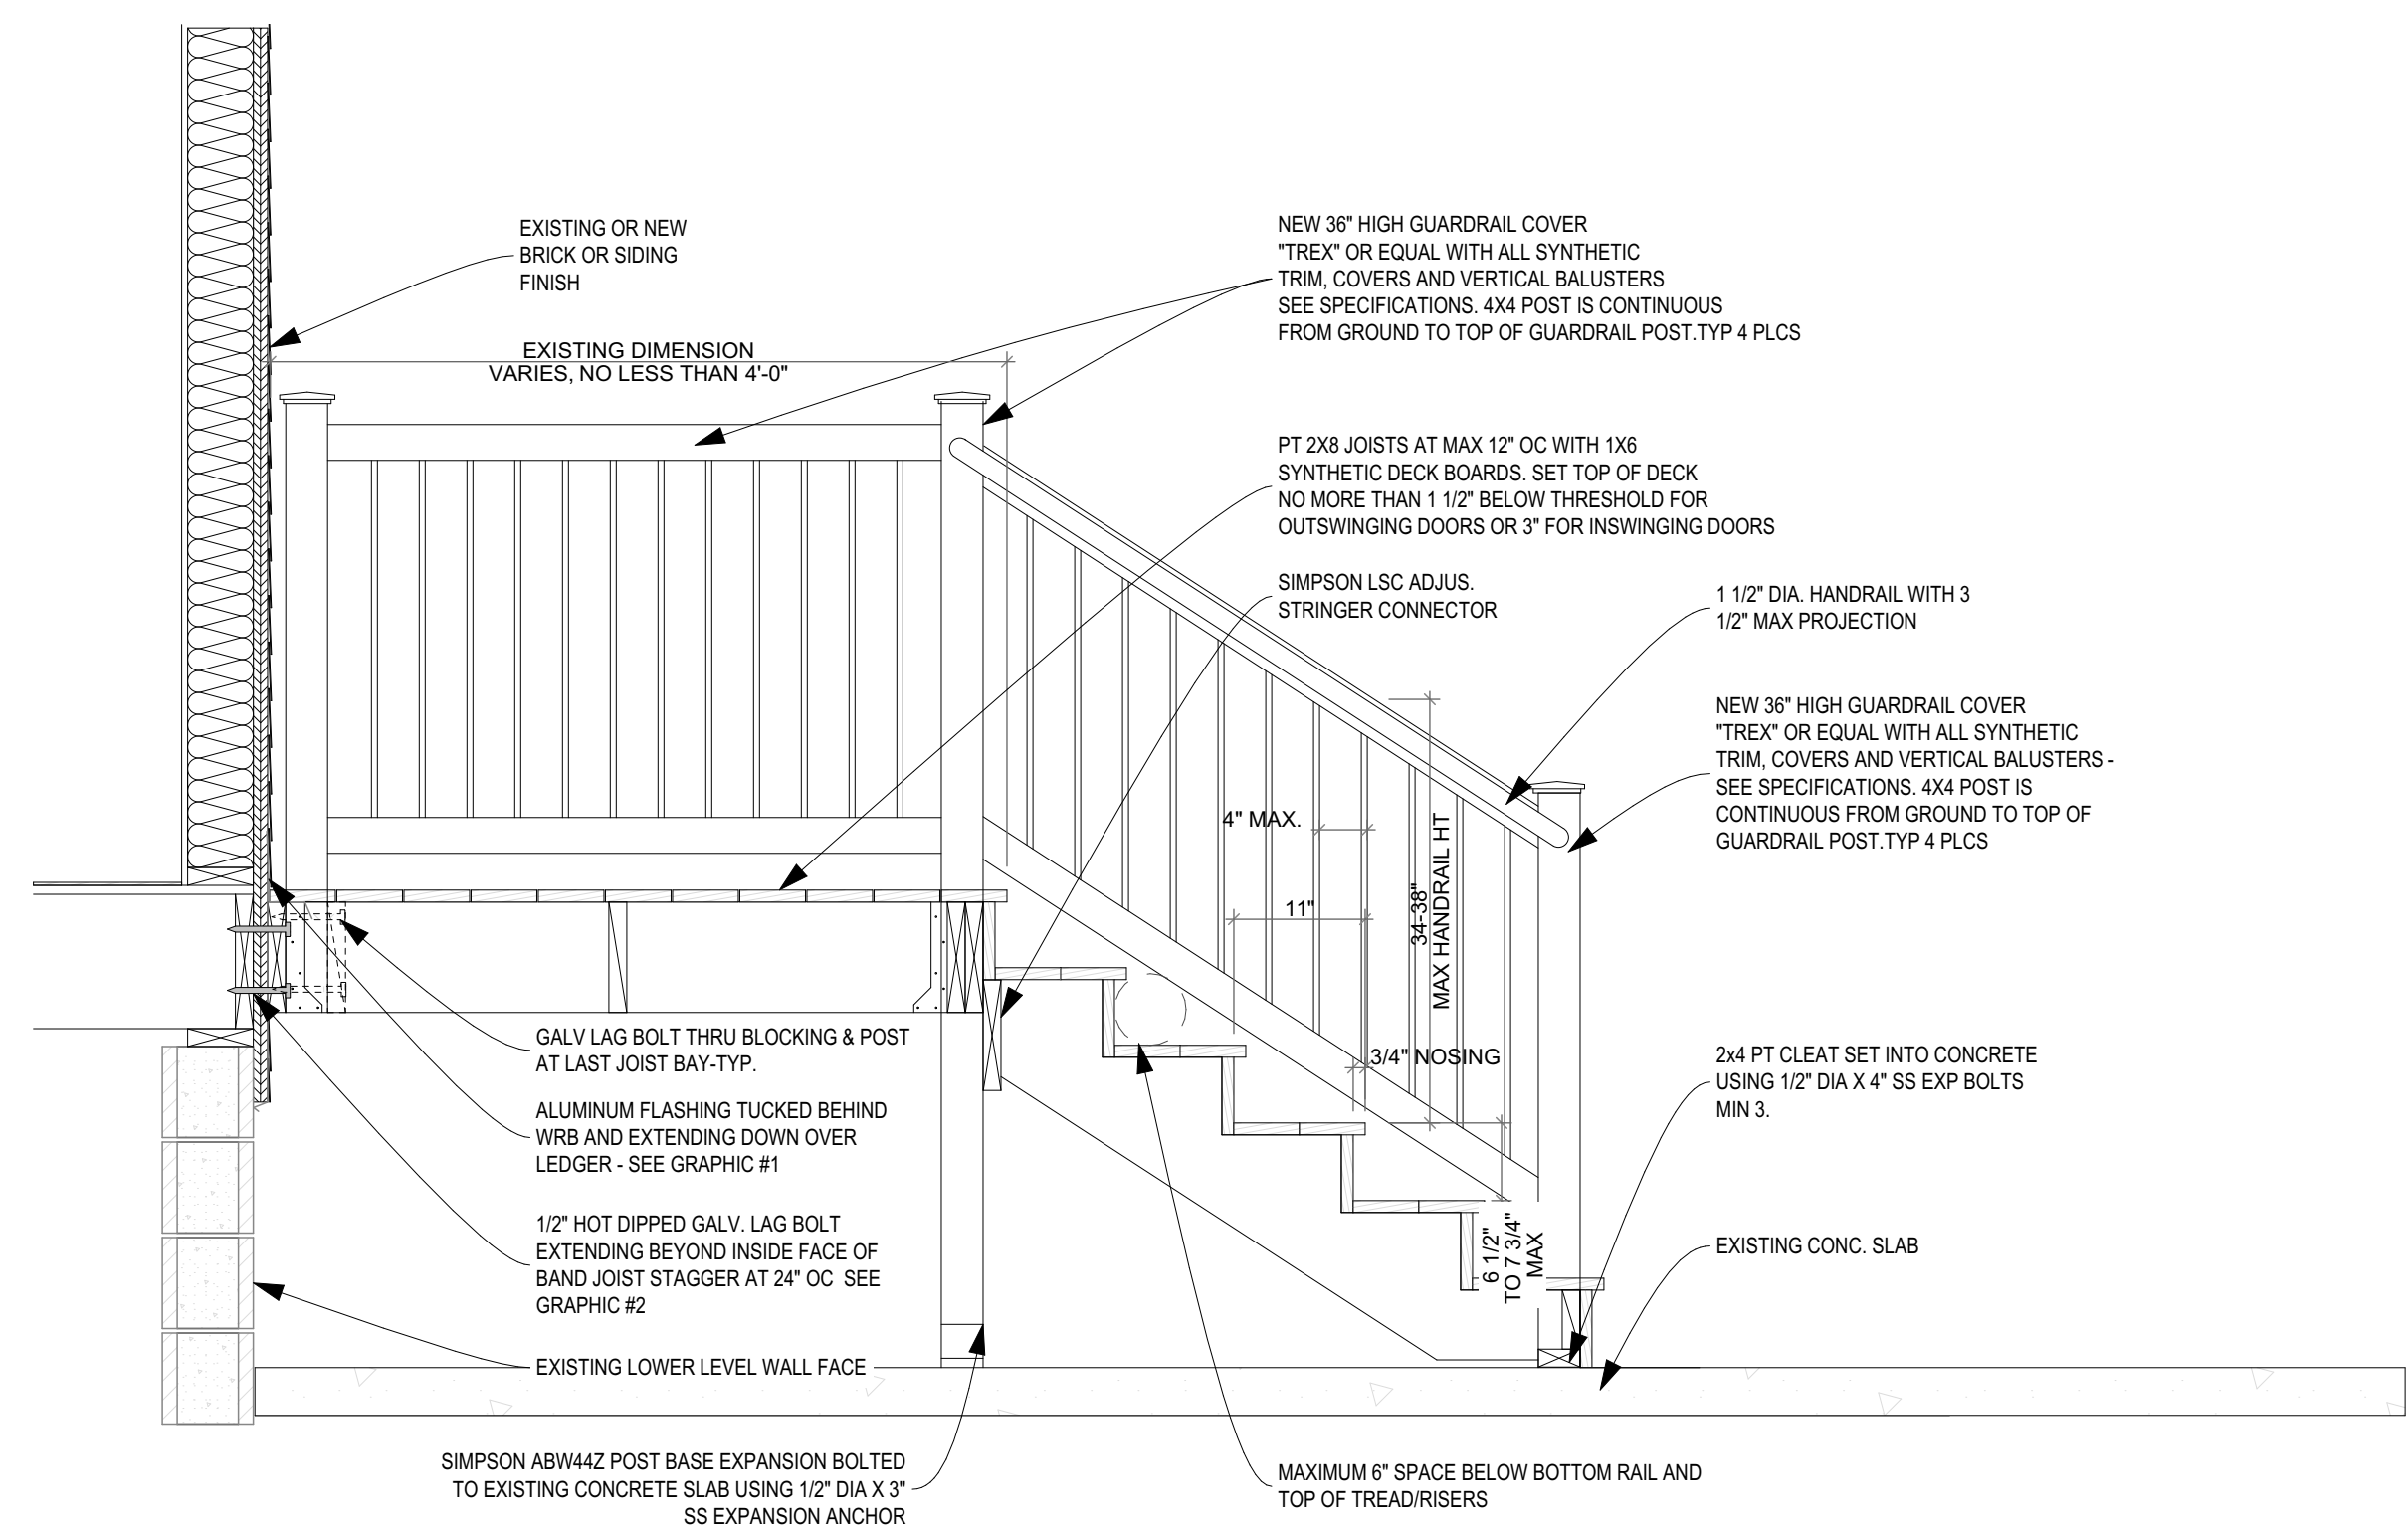 EXISTING OR NEW
BRICK OR SIDING
FINISH
EXISTING DIMENSION
VARIES, NO LESS THAN 4'-0"
NEW 36" HIGH GUARDRAIL COVER
"TREX" OR EQUAL WITH ALL SYNTHETIC
TRIM, COVERS AND VERTICAL BALUSTERS
SEE SPECIFICATIONS. 4X4 POST IS CONTINUOUS
FROM GROUND TO TOP OF GUARDRAIL POST.TYP 4 PLCS
PT 2X8 JOISTS AT MAX 12" OC WITH 1X6
SYNTHETIC DECK BOARDS. SET TOP OF DECK
NO MORE THAN 1 1/2" BELOW THRESHOLD FOR
OUTSWINGING DOORS OR 3" FOR INSWINGING DOORS
SIMPSON LSC ADJUS.
STRINGER CONNECTOR
1 1/2" DIA. HANDRAIL WITH 3
1/2" MAX PROJECTION
NEW 36" HIGH GUARDRAIL COVER
"TREX" OR EQUAL WITH ALL SYNTHETIC
TRIM, COVERS AND VERTICAL BALUSTERS -
SEE SPECIFICATIONS. 4X4 POST IS
CONTINUOUS FROM GROUND TO TOP OF
GUARDRAIL POST.TYP 4 PLCS
4" MAX.
11"
34-38"
MAX HANDRAIL HT
3/4" NOSING
6 1/2"
TO 7 3/4"
MAX
GALV LAG BOLT THRU BLOCKING & POST
AT LAST JOIST BAY-TYP.
ALUMINUM FLASHING TUCKED BEHIND
WRB AND EXTENDING DOWN OVER
LEDGER - SEE GRAPHIC #1
1/2" HOT DIPPED GALV. LAG BOLT
EXTENDING BEYOND INSIDE FACE OF
BAND JOIST STAGGER AT 24" OC SEE
GRAPHIC #2
EXISTING LOWER LEVEL WALL FACE
2x4 PT CLEAT SET INTO CONCRETE
USING 1/2" DIA X 4" SS EXP BOLTS
MIN 3.
EXISTING CONC. SLAB
SIMPSON ABW44Z POST BASE EXPANSION BOLTED
TO EXISTING CONCRETE SLAB USING 1/2" DIA X 3"
SS EXPANSION ANCHOR
MAXIMUM 6" SPACE BELOW BOTTOM RAIL AND
TOP OF TREAD/RISERS